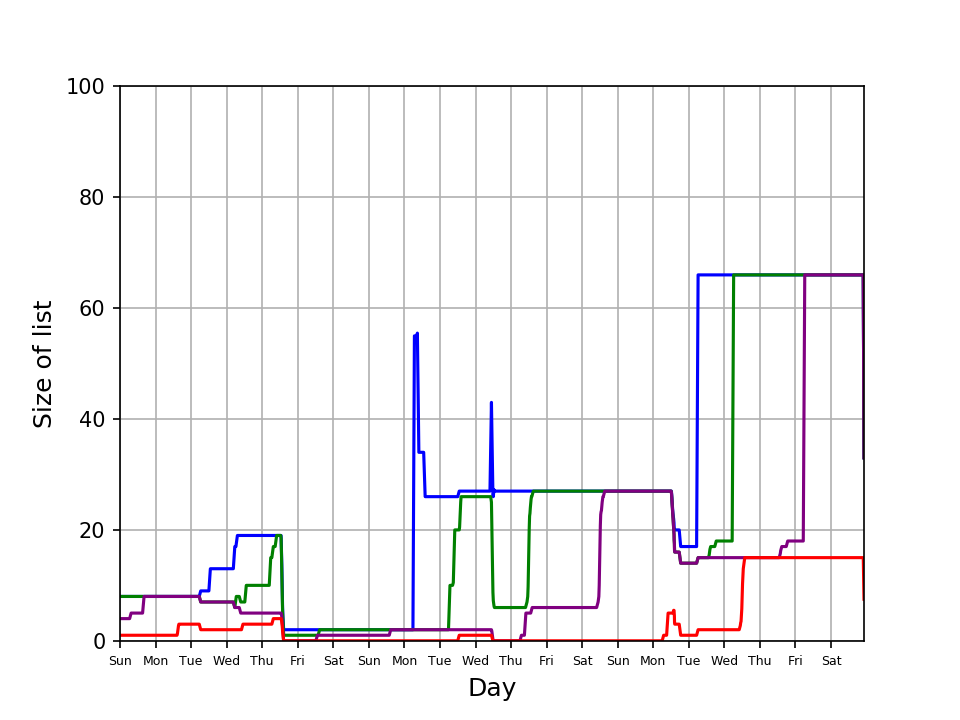 100
80
60
40
20
0
Size of list
Sun Mon Tue Wed Thu Fri Sat Sun Mon Tue Wed Thu Fri Sat Sun Mon Tue Wed Thu Fri Sat
Day